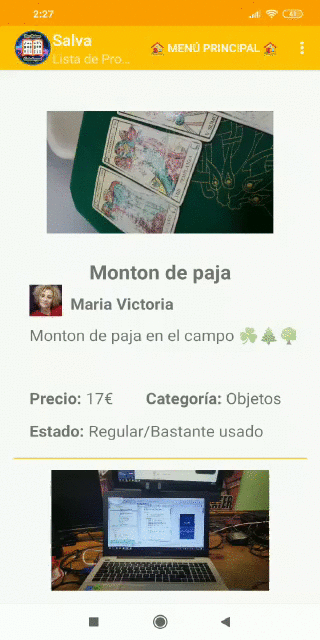 2:27
63
Salva
Lista de Pro...
🏠 MENÚ PRINCIPAL 🏠
Monton de paja
Maria Victoria
Monton de paja en el campo ☘️🌲🌳
Precio: 17€ Categoría: Objetos
Estado: Regular/Bastante usado